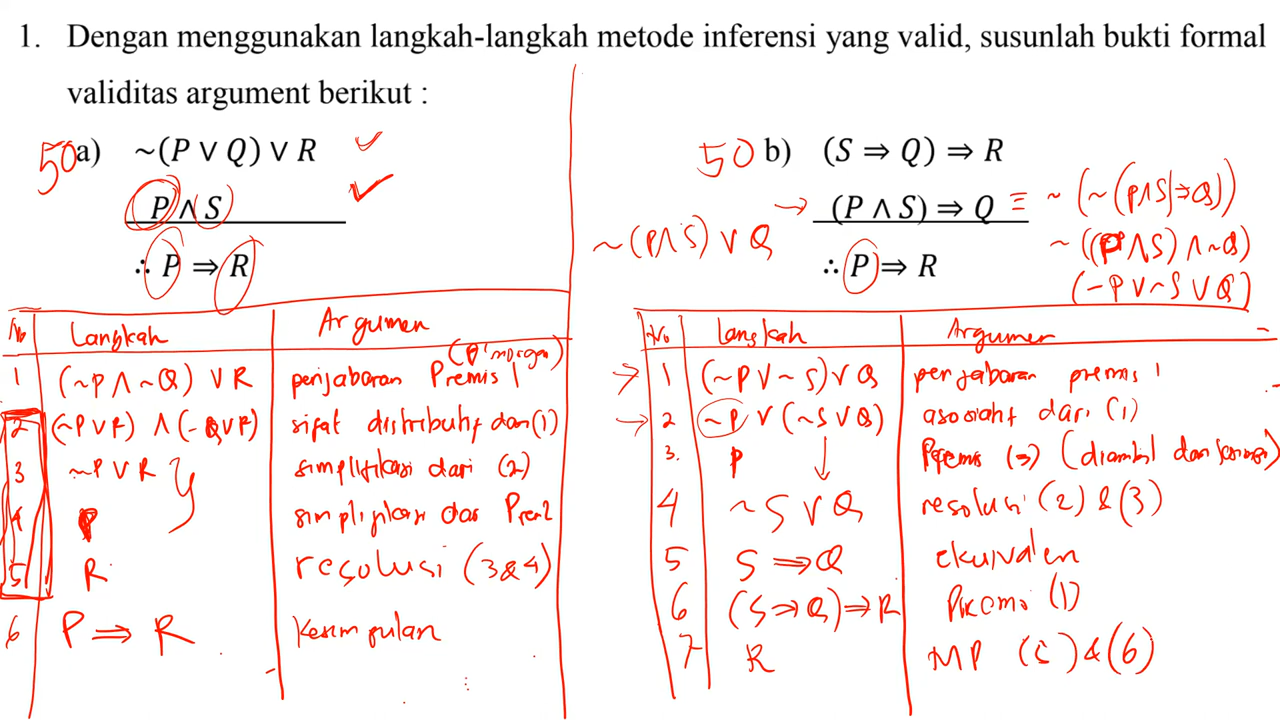 1. Dengan menggunakan langkah-langkah metode inferensi yang valid, susunlah bukti formal
validitas argument berikut :
50 a) ~(P ∨ Q) ∨ R
P ∧ S
∴ P ⇒ R
No Langkah Argumen
(D'morgan)
1 (~P ∧ ~Q) ∨ R penjabaran Premis 1
2 (~P ∨ R) ∧ (~Q ∨ R) sifat distributif dari (1)
3 ~P ∨ R simplifikasi dari (2)
4 P simplifikasi dari Prem2
5 R resolusi (3&4)
6 P ⇒ R Kesimpulan
50 b) (S ⇒ Q) ⇒ R
→ (P ∧ S) ⇒ Q ≡ ~(~(P∧S)⇒Q))
~(P∧S) ∨ Q
~((P∧S) ∧ ~Q)
∴ P ⇒ R
(~P ∨ ~S ∨ Q)
No Langkah Argumen
→ 1 (~P ∨ ~S) ∨ Q penjabaran premis 1
→ 2 ~P ∨ (~S ∨ Q) asosiatif dari (1)
3. P Premis (3) (diambil dari
4 ~S ∨ Q resolusi (2) & (3)
5 S ⇒ Q ekuivalen
6 (S ⇒ Q) ⇒ R Premis (1)
7 R MP (5) & (6)